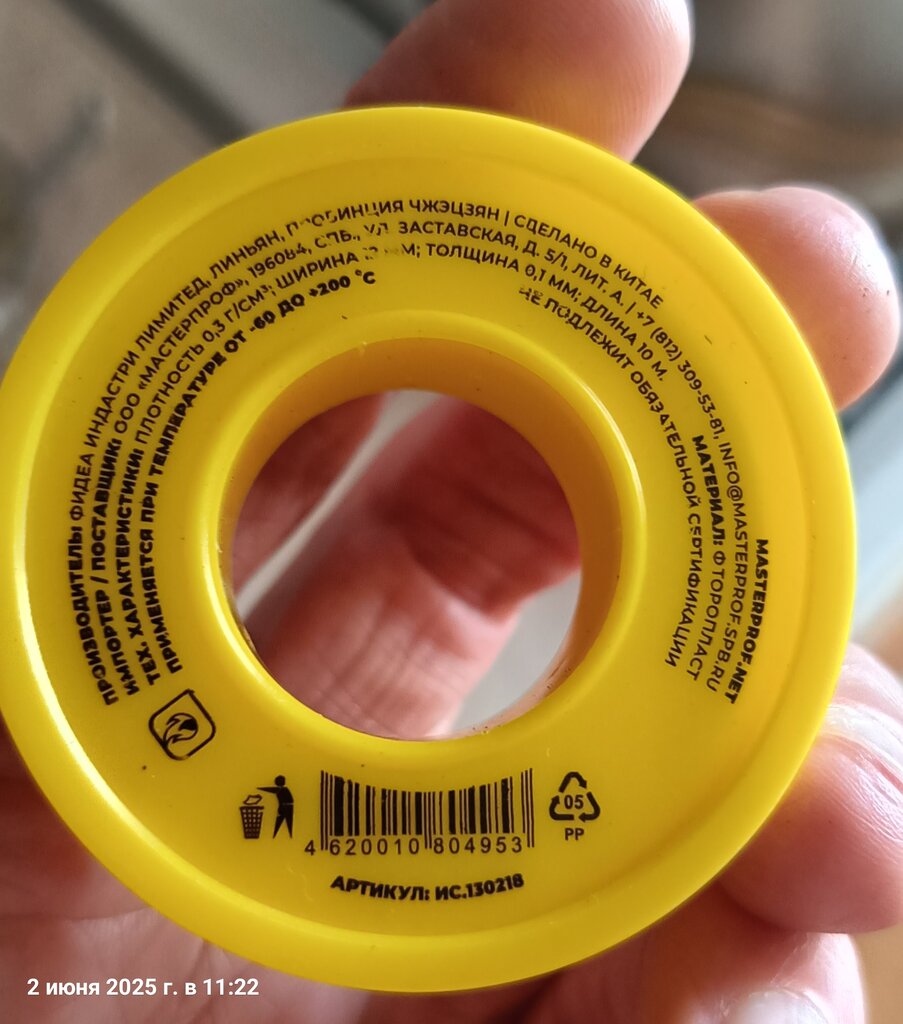 ПРОИЗВОДИТЕЛЬ: ФИДЕА ИНДАСТРИ ЛИМИТЕД, ЛИНЬЯН, ПРОВИНЦИЯ ЧЖЭЦЗЯН | СДЕЛАНО В КИТАЕ
MASTERPROF.NET
ИМПОРТЕР / ПОСТАВЩИК: ООО «МАСТЕРПРОФ», 196084, СПБ., УЛ. ЗАСТАВСКАЯ, Д. 5/1, ЛИТ. А. | +7 (812) 309-53-81, INFO@MASTERPROF.SPB.RU
ТЕХ. ХАРАКТЕРИСТИКИ: ПЛОТНОСТЬ 0,3 Г/СМ³; ШИРИНА ММ; ТОЛЩИНА 0,1 ММ; ДЛИНА 10 М. МАТЕРИАЛ: ФТОРОПЛАСТ
ПРИМЕНЯЕТСЯ ПРИ ТЕМПЕРАТУРЕ ОТ -60 ДО +200 °С
НЕ ПОДЛЕЖИТ ОБЯЗАТЕЛЬНОЙ СЕРТИФИКАЦИИ
05
PP
4 620010 804953
АРТИКУЛ: ИС.130218
2 июня 2025 г. в 11:22